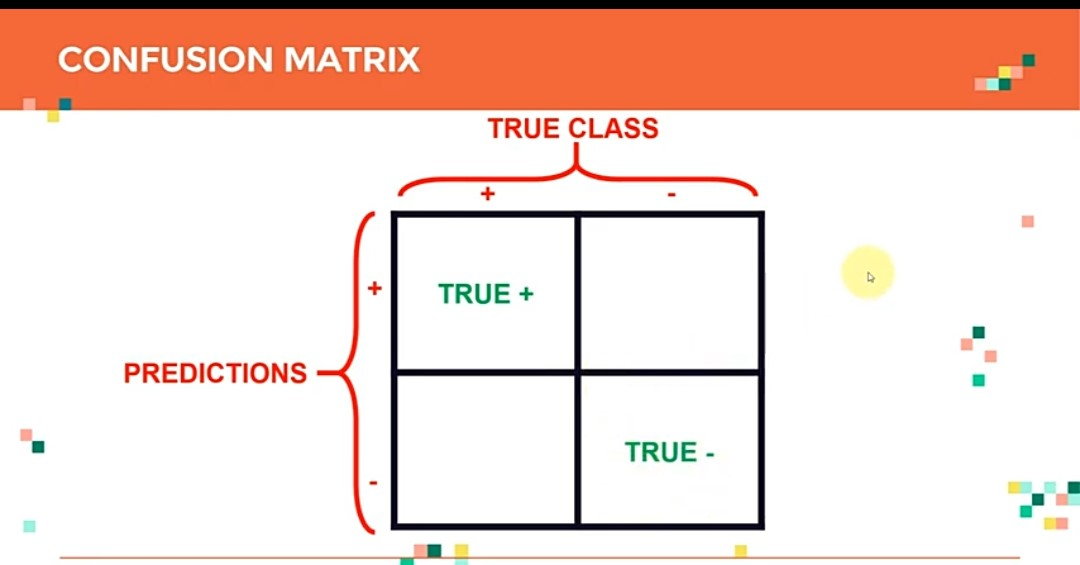 CONFUSION MATRIX
TRUE CLASS
+ -
+
TRUE +
PREDICTIONS
-
TRUE -